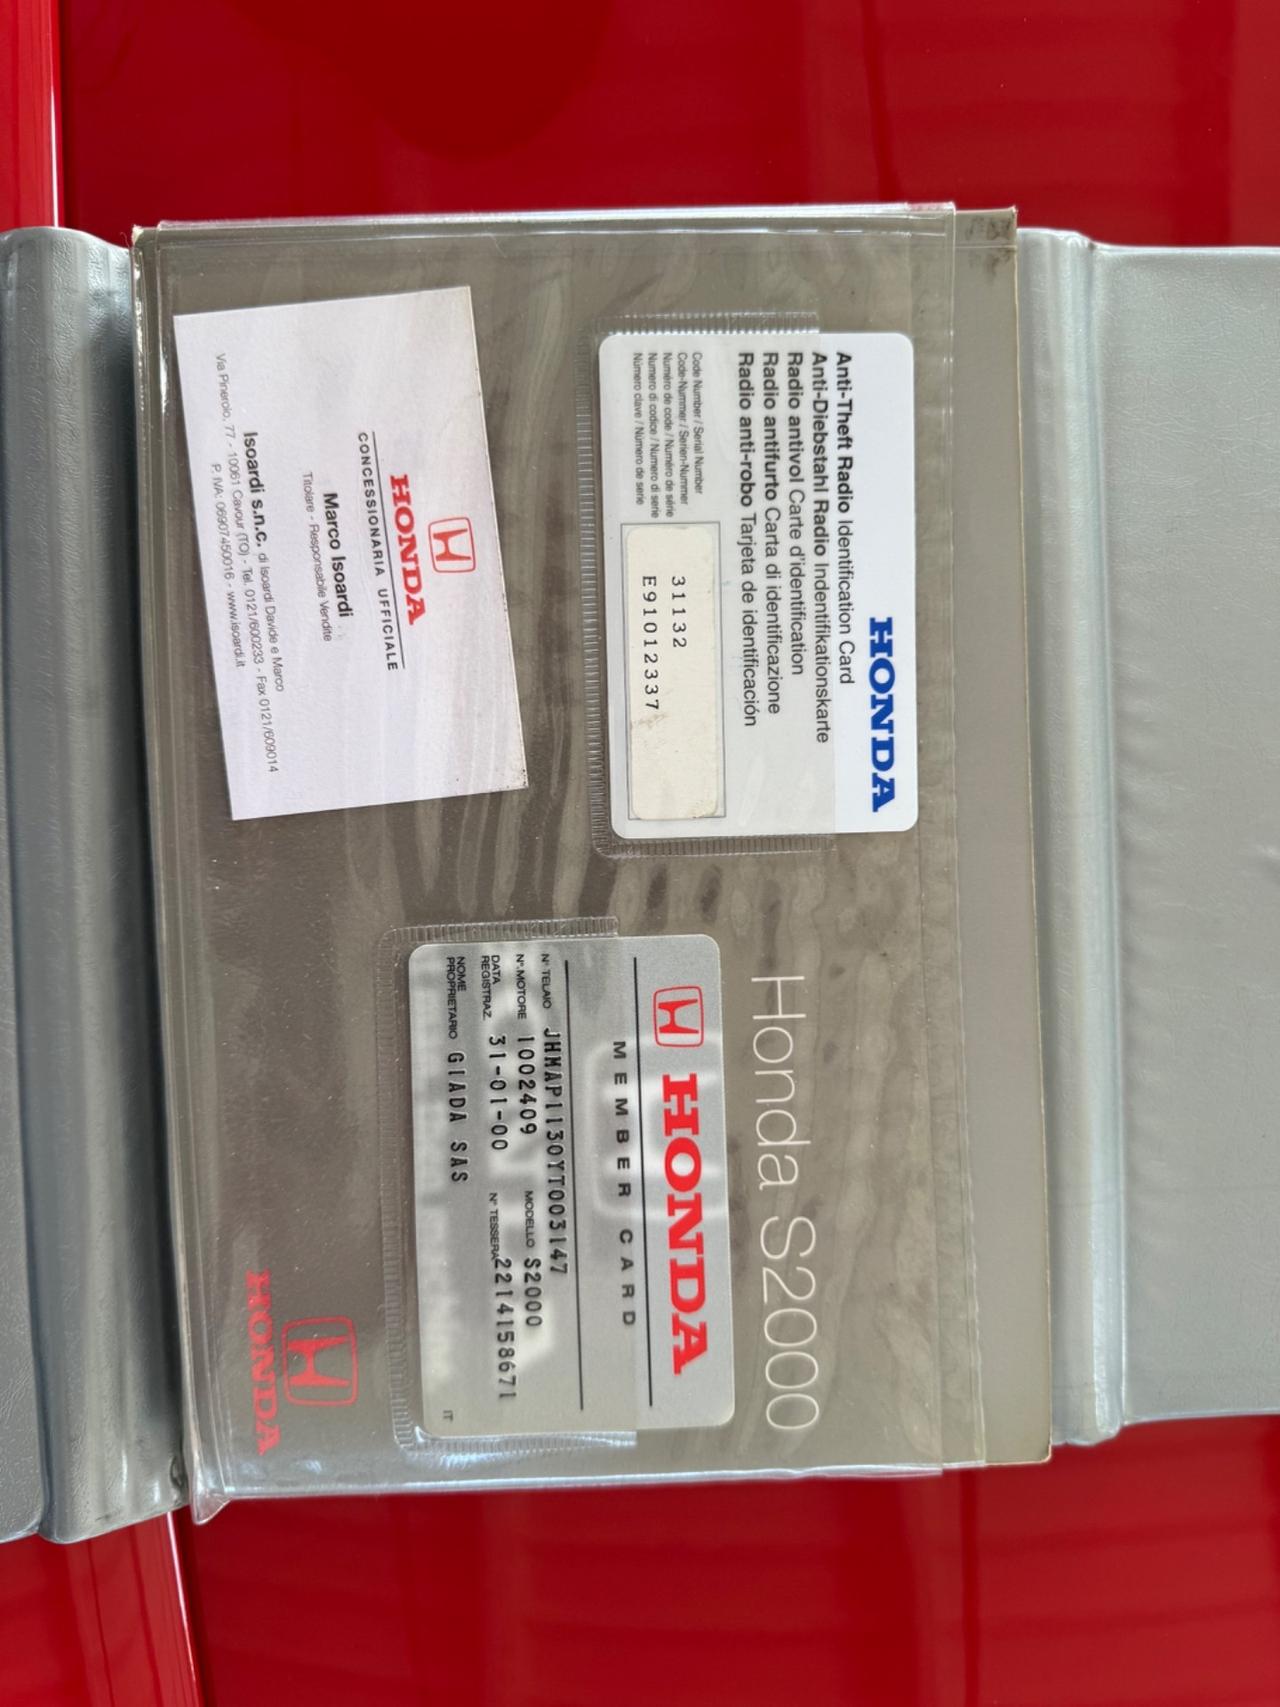 HONDA
Anti-Theft Radio Identification Card
Anti-Diebstahl Radio Indentifikationskarte
Radio antivol Carte d'identification
Radio antifurto Carta di identificazione
Radio anti-robo Tarjeta de identificación
Code Number / Serial Number
Code-Nummer / Serien-Nummer
Numéro de code / Numéro de série
Numero di codice / Numero di serie
Número clave / Número de serie
31132
E91012337
HONDA
CONCESSIONARIA UFFICIALE
Marco Isoardi
Titolare - Responsabile Vendite
Isoardi s.n.c. di Isoardi Davide e Marco
Via Pinerolo, 77 - 10061 Cavour (TO) - Tel. 0121/600233 - Fax 0121/609014
P. IVA: 06907450016 - www.isoardi.it
Honda S2000
HONDA
MEMBER CARD
N° TELAIO JHMAP1130YT003147
N°.MOTORE 1002409 MODELLO S2000
DATA REGISTRAZ. 31-01-00 N° TESSERA 2214158671
NOME PROPRIETARIO GIADA SAS
IT
HONDA